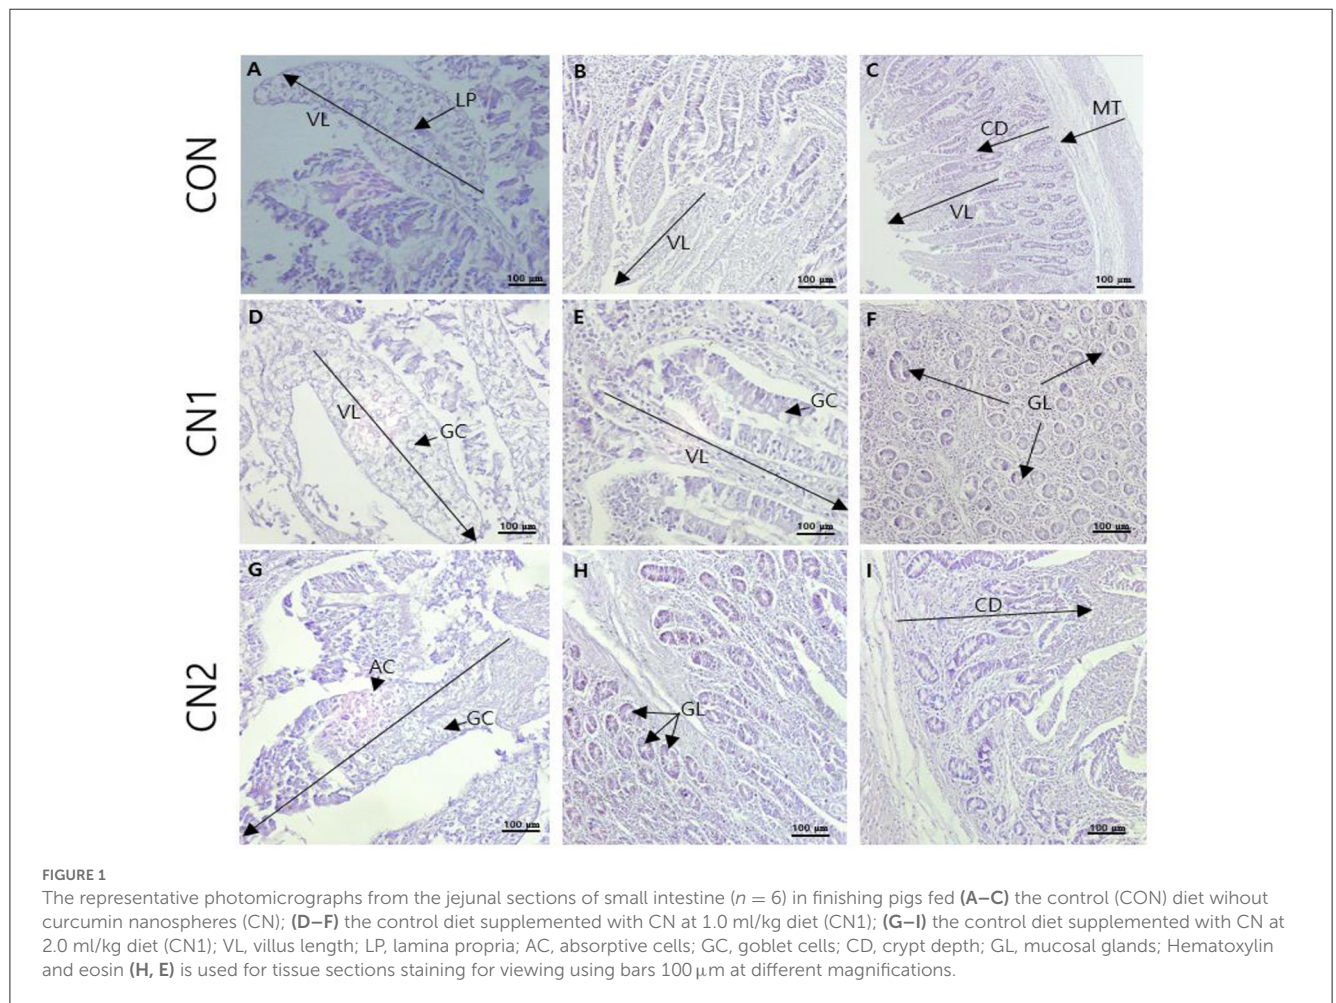 CON
A
LP
VL
100 µm
B
VL
100 µm
C
MT
CD
VL
100 µm
CN1
D
VL
GC
100 µm
E
GC
VL
100 µm
F
GL
100 µm
CN2
G
AC
GC
100 µm
H
GL
100 µm
I
CD
100 µm
FIGURE 1
The representative photomicrographs from the jejunal sections of small intestine (n = 6) in finishing pigs fed (A–C) the control (CON) diet wihout
curcumin nanospheres (CN); (D–F) the control diet supplemented with CN at 1.0 ml/kg diet (CN1); (G–I) the control diet supplemented with CN at
2.0 ml/kg diet (CN1); VL, villus length; LP, lamina propria; AC, absorptive cells; GC, goblet cells; CD, crypt depth; GL, mucosal glands; Hematoxylin
and eosin (H, E) is used for tissue sections staining for viewing using bars 100 µm at different magnifications.